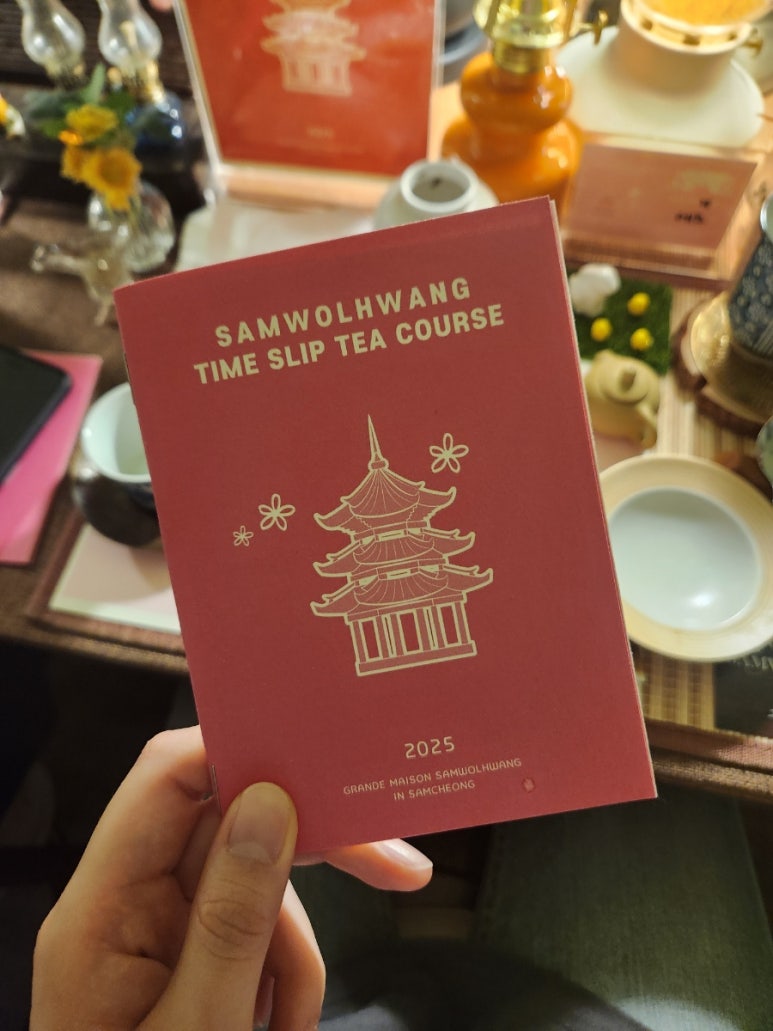 SAMWOLHWANG
TIME SLIP TEA COURSE
2025
GRANDE MAISON SAMWOLHWANG
IN SAMCHEONG